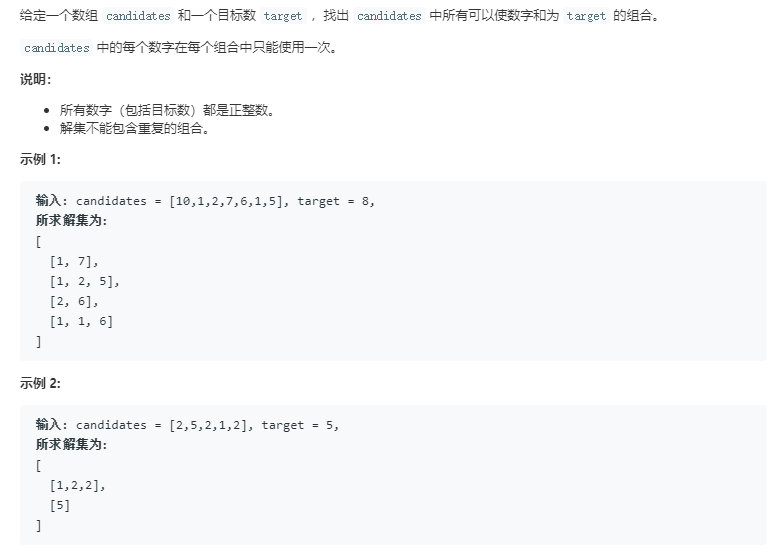 给定一个数组 candidates 和一个目标数 target ，找出 candidates 中所有可以使数字和为 target 的组合。
candidates 中的每个数字在每个组合中只能使用一次。
说明：
• 所有数字（包括目标数）都是正整数。
• 解集不能包含重复的组合。
示例 1:
输入: candidates = [10,1,2,7,6,1,5], target = 8,
所求解集为:
[
[1, 7],
[1, 2, 5],
[2, 6],
[1, 1, 6]
]
示例 2:
输入: candidates = [2,5,2,1,2], target = 5,
所求解集为:
[
[1,2,2],
[5]
]